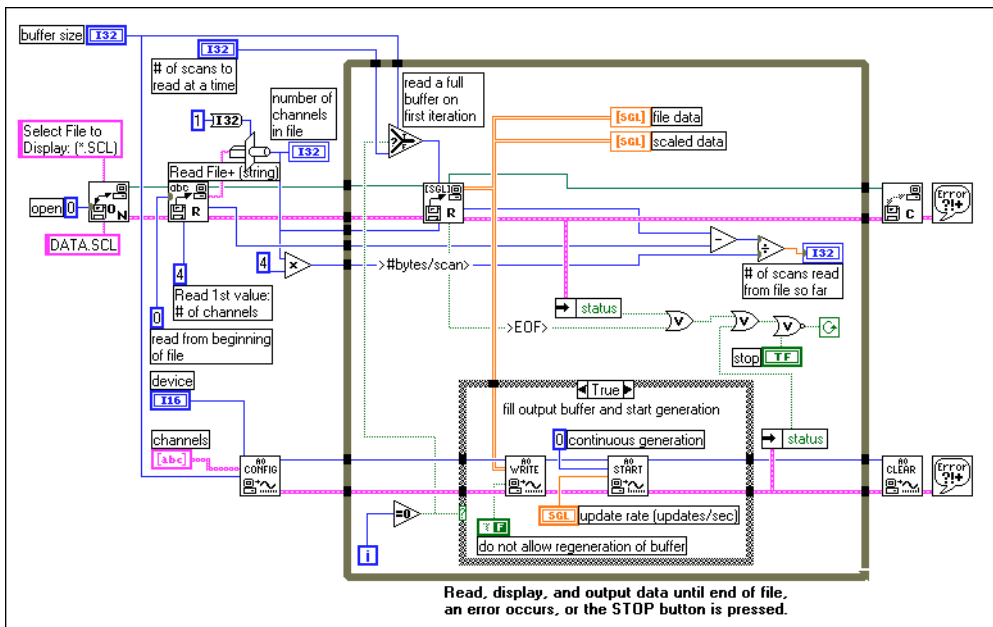 buffer size
I32
I32
# of scans to
read at a time
number of
channels
in file
read a full
buffer on
first iteration
1
I32
I32
?
[SGL]
file data
[SGL]
scaled data
Select File to
Display: (*.SCL)
Read File+ (string)
open
0
O
N
abc
R
[SGL]
R
C
Error
?!+
DATA.SCL
4
×
>#bytes/scan>
−
÷
I32
# of scans read
from file so far
4
Read 1st value:
# of channels
0
read from beginning
of file
status
>EOF>
V
V
V
stop
TF
device
I16
channels
[abc]
True
fill output buffer and start generation
0
continuous generation
status
AO
CONFIG
AO
WRITE
AO
START
AO
CLEAR
Error
?!+
SGL
update rate (updates/sec)
=0
?
F
do not allow regeneration of buffer
i
Read, display, and output data until end of file,
an error occurs, or the STOP button is pressed.